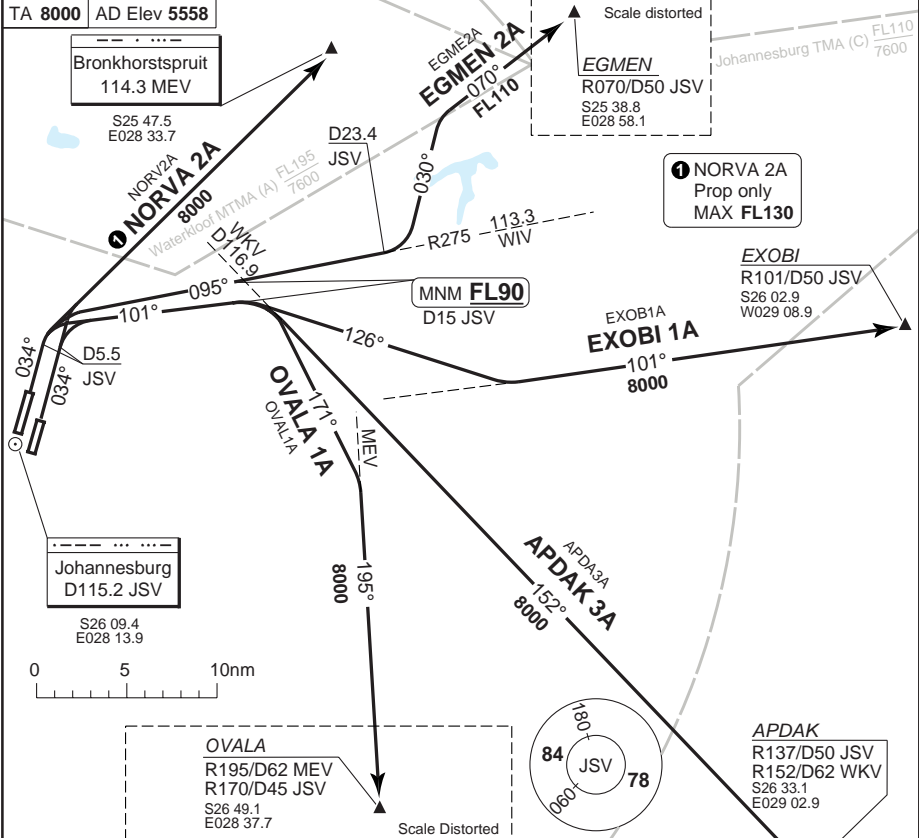 TA 8000 AD Elev 5558
Bronkhorstspruit
114.3 MEV
S25 47.5
E028 33.7
NORV2A
NORVA 2A
8000
1
Waterkloof MTMA (A) FL195
7600
D23.4
JSV
EGME2A
EGMEN 2A
070°
FL110
030°
Scale distorted
EGMEN
R070/D50 JSV
S25 38.8
E028 58.1
Johannesburg TMA (C) FL110
7600
1 NORVA 2A
Prop only
MAX FL130
WKV
D116.9
R275 113.3
WIV
095°
101°
MNM FL90
D15 JSV
EXOBI
R101/D50 JSV
S26 02.9
W029 08.9
126°
EXOB1A
EXOBI 1A
101°
8000
034°
034°
D5.5
JSV
OVALA 1A
OVAL1A
171°
MEV
195°
8000
Johannesburg
D115.2 JSV
S26 09.4
E028 13.9
APDA3A
APDAK 3A
152°
8000
0 5 10nm
OVALA
R195/D62 MEV
R170/D45 JSV
S26 49.1
E028 37.7
Scale Distorted
180
84
JSV
78
060
APDAK
R137/D50 JSV
R152/D62 WKV
S26 33.1
E029 02.9